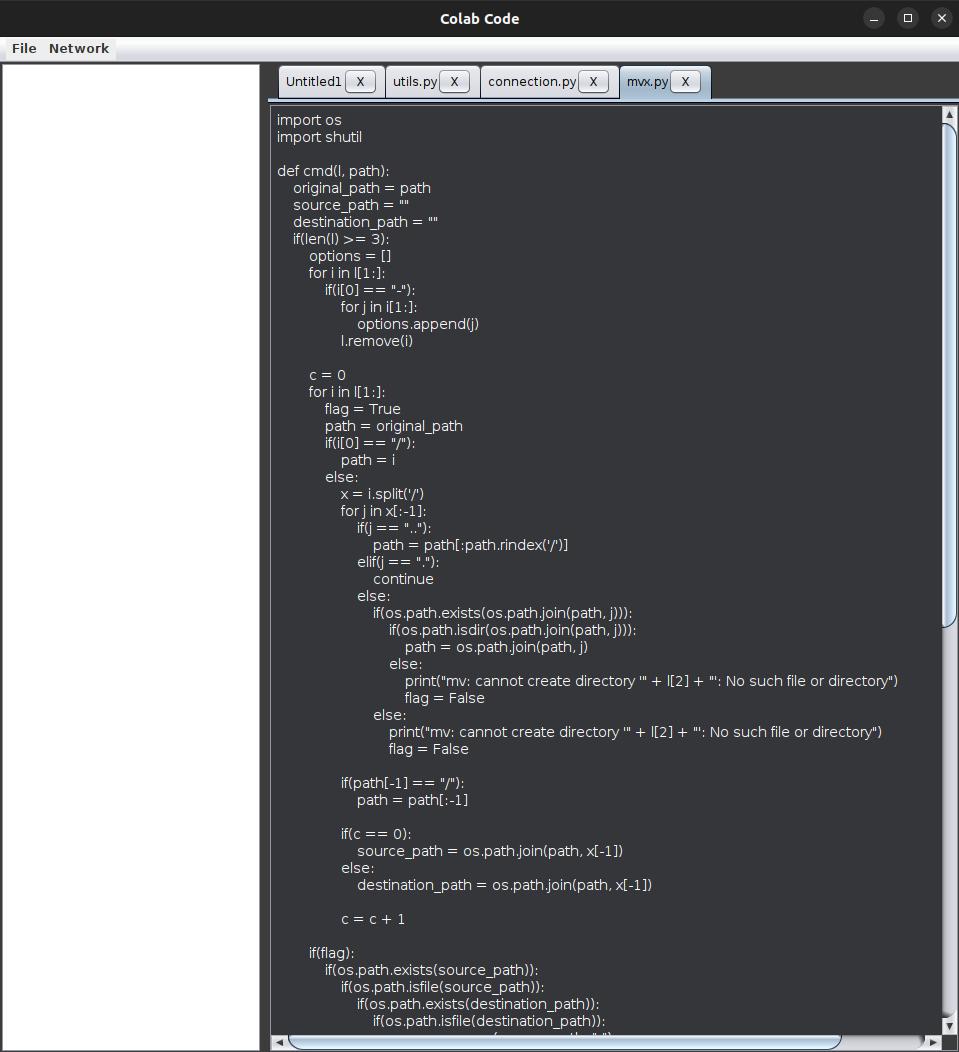 Colab Code
File Network
Untitled1 X utils.py X connection.py X mvx.py X
import os
import shutil

def cmd(l, path):
    original_path = path
    source_path = ""
    destination_path = ""
    if(len(l) >= 3):
        options = []
        for i in l[1:]:
            if(i[0] == "-"):
                for j in i[1:]:
                    options.append(j)
                l.remove(i)

        c = 0
        for i in l[1:]:
            flag = True
            path = original_path
            if(i[0] == "/"):
                path = i
            else:
                x = i.split('/')
                for j in x[:-1]:
                    if(j == ".."):
                        path = path[:path.rindex('/')]
                    elif(j == "."):
                        continue
                    else:
                        if(os.path.exists(os.path.join(path, j))):
                            if(os.path.isdir(os.path.join(path, j))):
                                path = os.path.join(path, j)
                            else:
                                print("mv: cannot create directory '" + l[2] + "': No such file or directory")
                                flag = False
                        else:
                            print("mv: cannot create directory '" + l[2] + "': No such file or directory")
                            flag = False

                if(path[-1] == "/"):
                    path = path[:-1]

                if(c == 0):
                    source_path = os.path.join(path, x[-1])
                else:
                    destination_path = os.path.join(path, x[-1])

                c = c + 1

        if(flag):
            if(os.path.exists(source_path)):
                if(os.path.isfile(source_path)):
                    if(os.path.exists(destination_path)):
                        if(os.path.isfile(destination_path)):